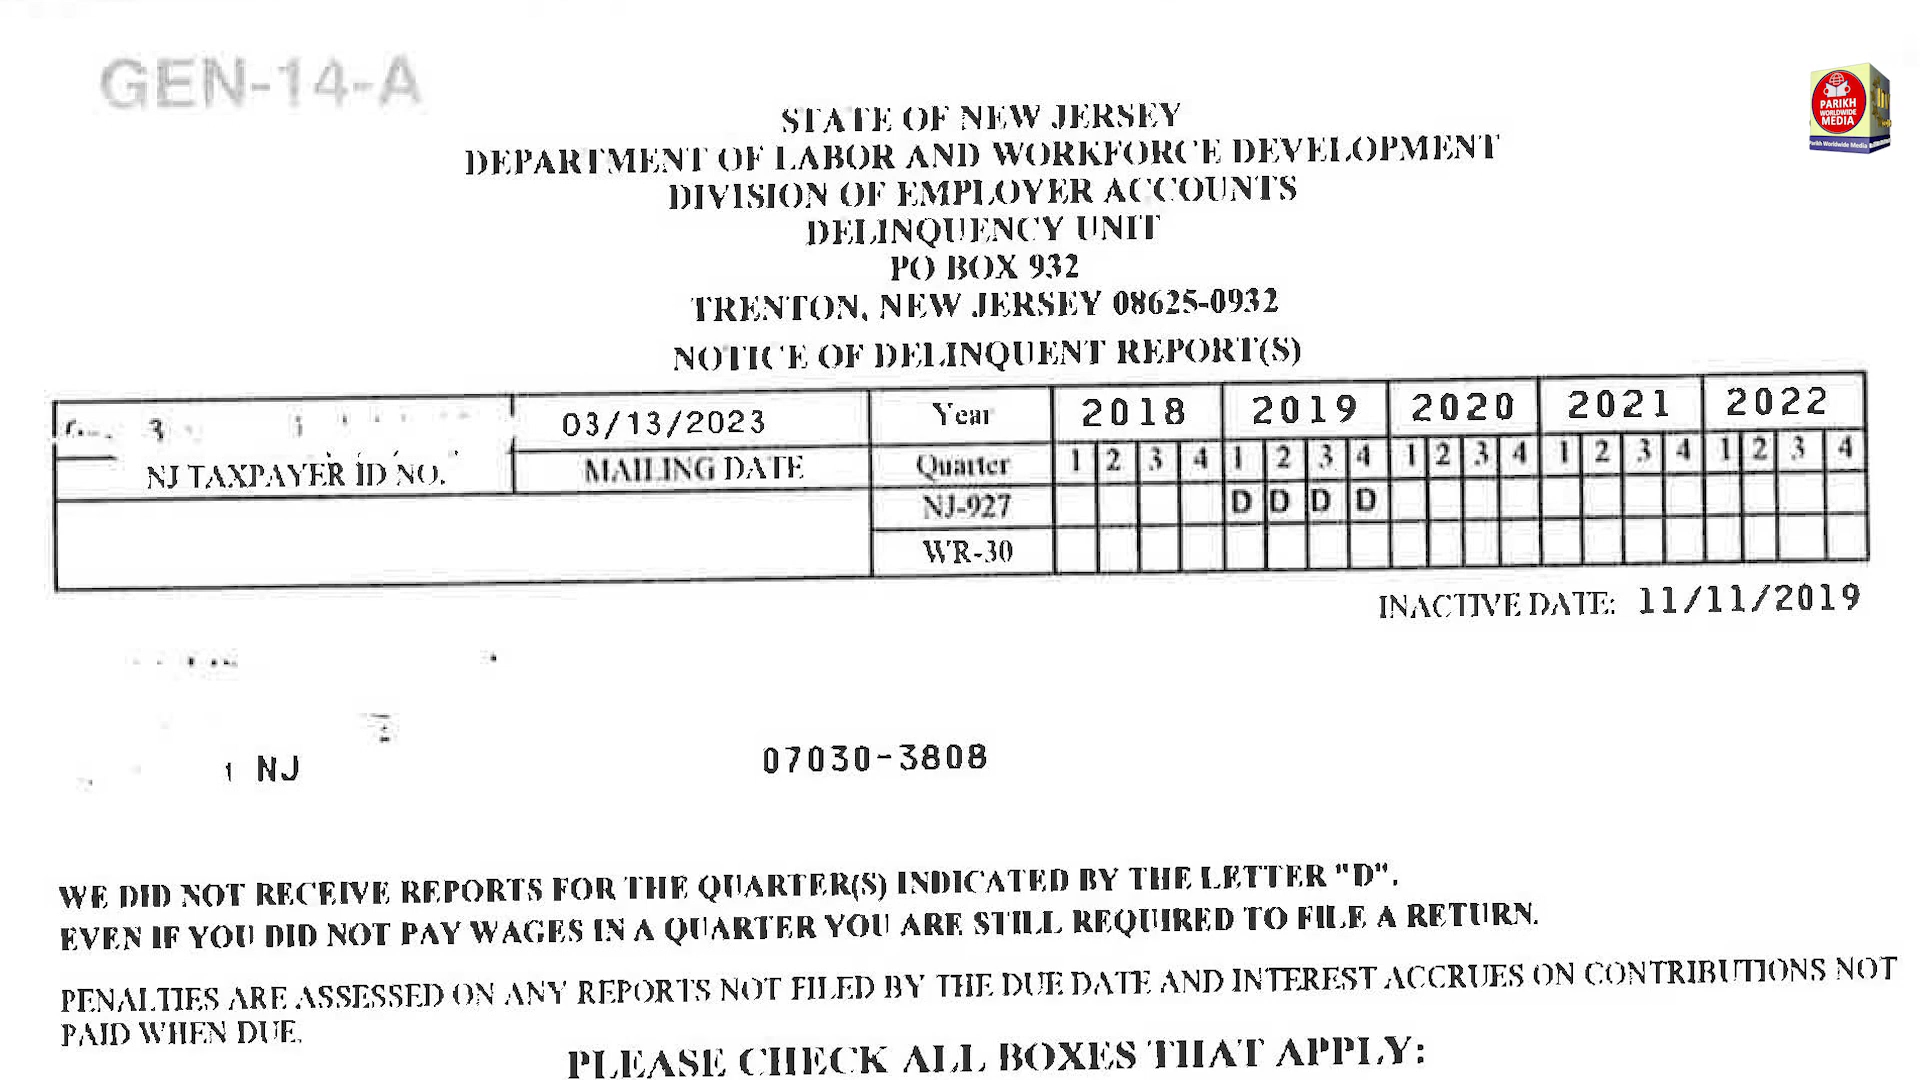 GEN-14-A
PARIKH
WORLDWIDE
MEDIA
Parikh Worldwide Media
STATE OF NEW JERSEY
DEPARTMENT OF LABOR AND WORKFORCE DEVELOPMENT
DIVISION OF EMPLOYER ACCOUNTS
DELINQUENCY UNIT
PO BOX 932
TRENTON, NEW JERSEY 08625-0932
NOTICE OF DELINQUENT REPORT(S)
3 03/13/2023 Year 2018 2019 2020 2021 2022
NJ TAXPAYER ID NO. MAILING DATE Quarter 1 2 3 4 1 2 3 4 1 2 3 4 1 2 3 4 1 2 3 4
NJ-927 D D D D
WR-30
INACTIVE DATE: 11/11/2019
NJ 07030-3808
WE DID NOT RECEIVE REPORTS FOR THE QUARTER(S) INDICATED BY THE LETTER "D".
EVEN IF YOU DID NOT PAY WAGES IN A QUARTER YOU ARE STILL REQUIRED TO FILE A RETURN.
PENALTIES ARE ASSESSED ON ANY REPORTS NOT FILED BY THE DUE DATE AND INTEREST ACCRUES ON CONTRIBUTIONS NOT
PAID WHEN DUE.
PLEASE CHECK ALL BOXES THAT APPLY: